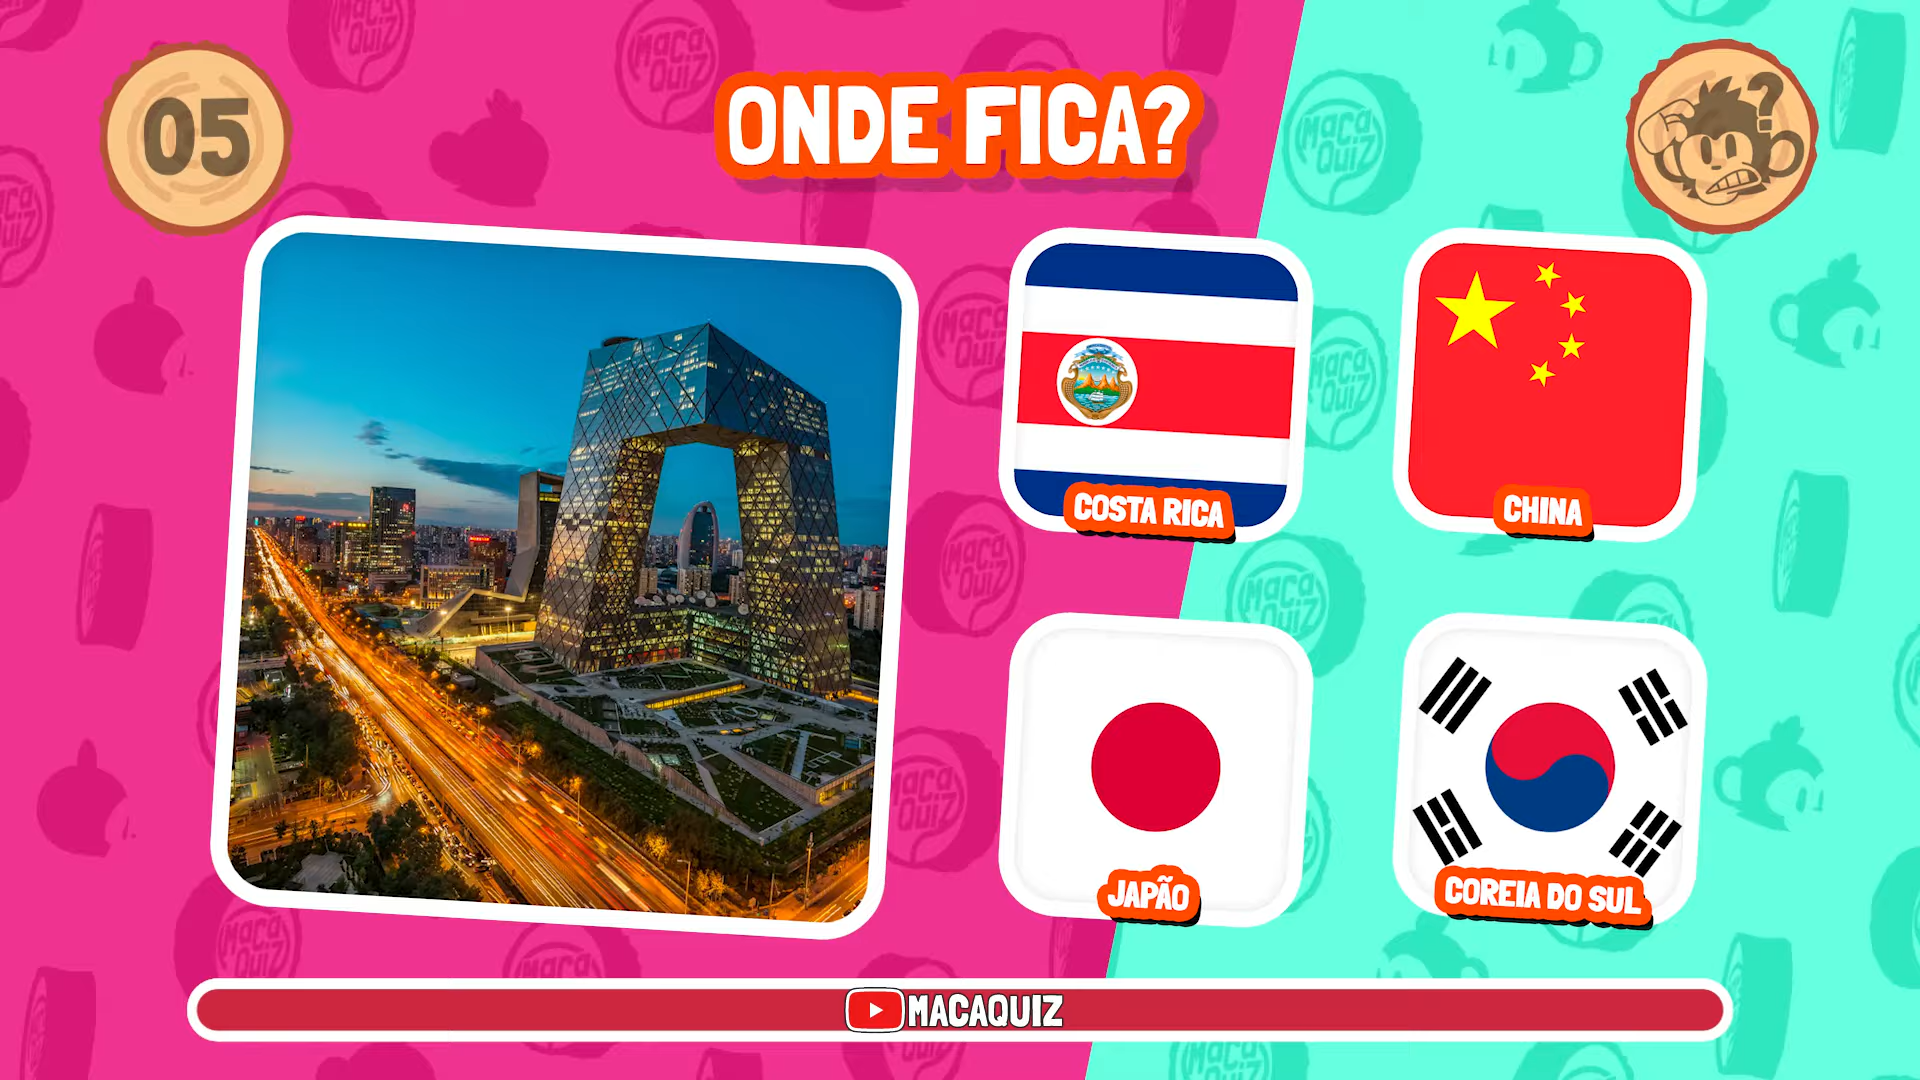 05
ONDE FICA?
COSTA RICA
CHINA
JAPÃO
COREIA DO SUL
MACAQUIZ